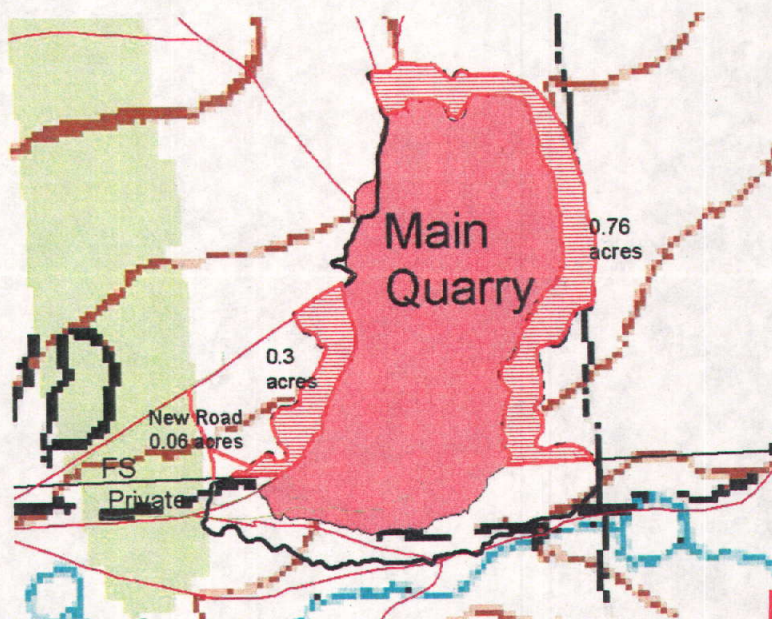 Main
Quarry
0.76
acres
0.3
acres
New Road
0.06 acres
FS
Private